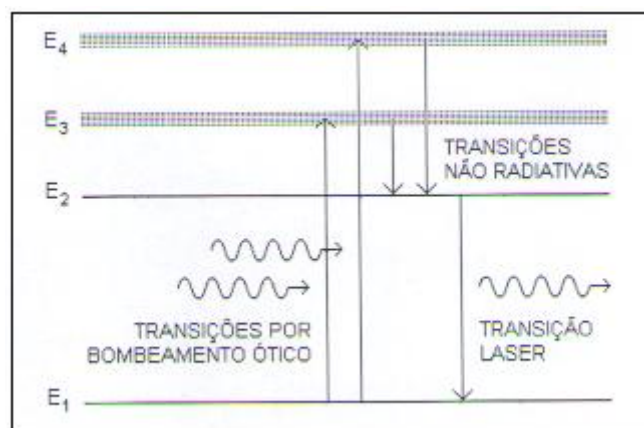 E4
E3
TRANSIÇÕES
NÃO RADIATIVAS
E2
TRANSIÇÕES POR
BOMBEAMENTO ÓTICO
TRANSIÇÃO
LASER
E1